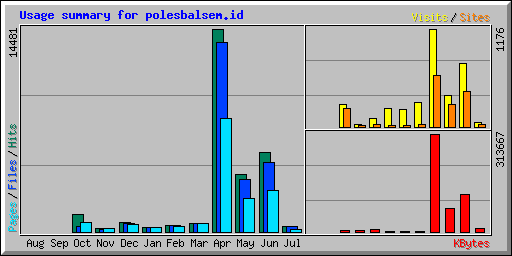 Usage summary for polesbalsem.id
Visits/Sites
14481
1176
Pages/Files/Hits
313667
Aug Sep Oct Nov Dec Jan Feb Mar Apr May Jun Jul
KBytes